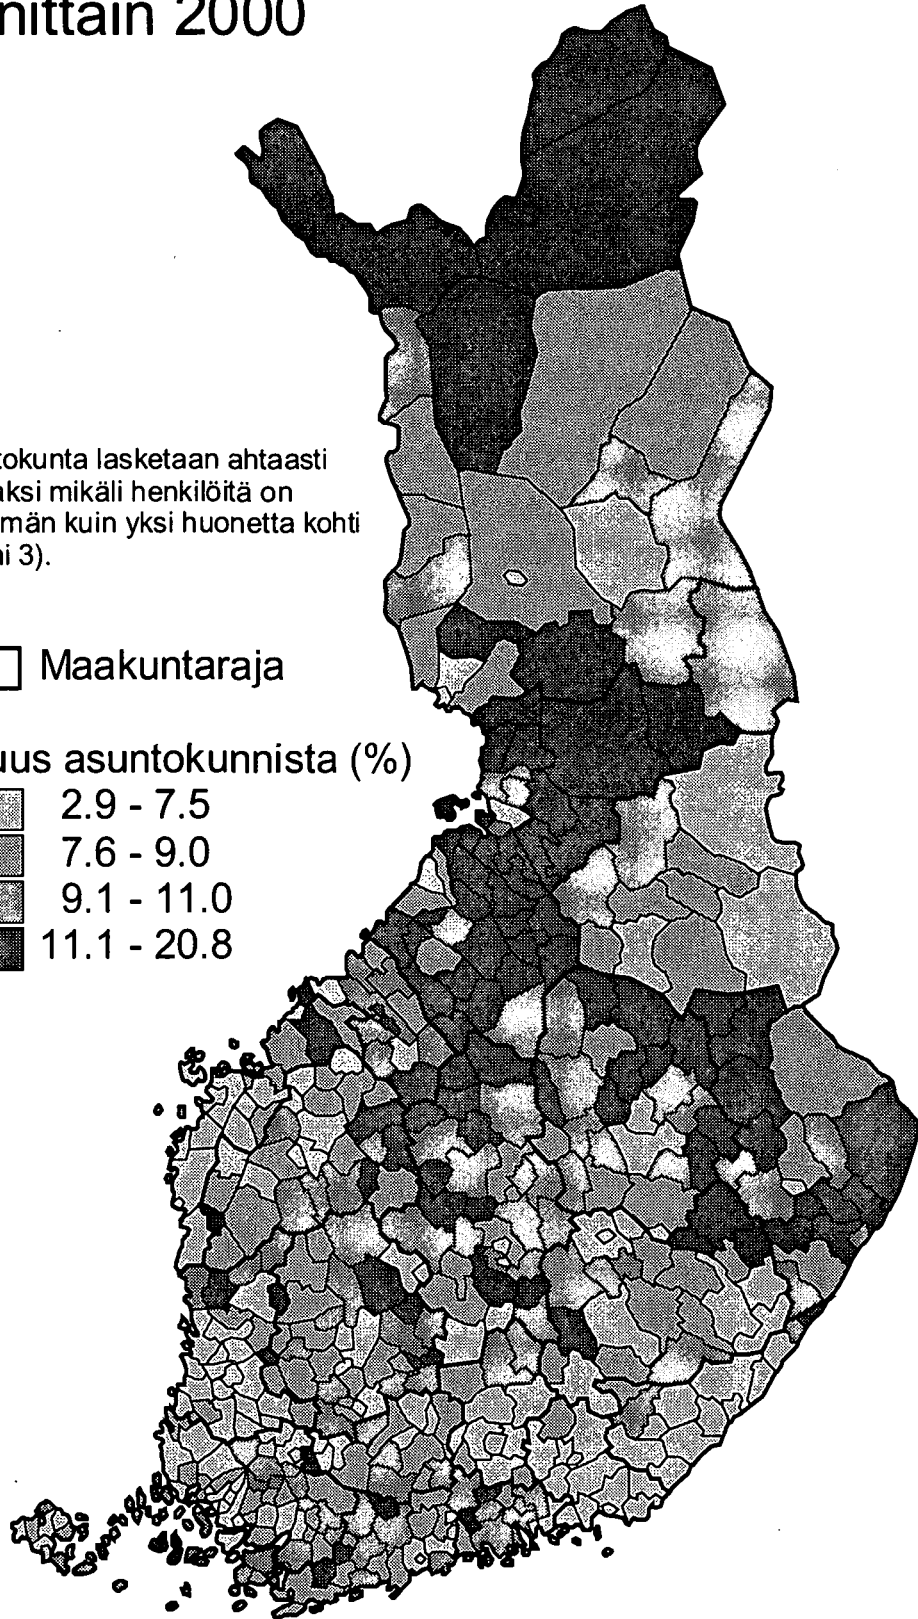 nittain 2000
tokunta lasketaan ahtaasti
aksi mikäli henkilöitä on
män kuin yksi huonetta kohti
ni 3).
Maakuntaraja
uus asuntokunnista (%)
2.9 - 7.5
7.6 - 9.0
9.1 - 11.0
11.1 - 20.8